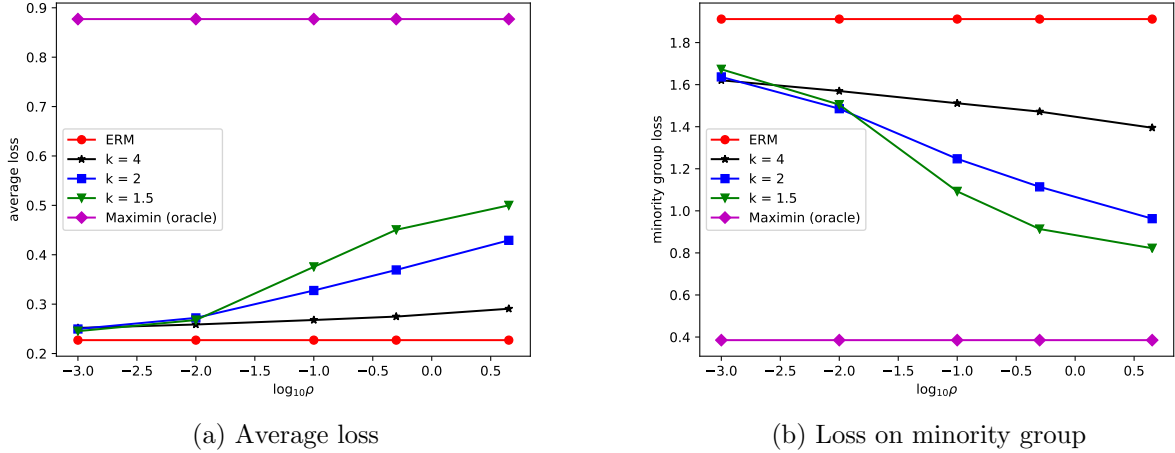 0.9
0.8
0.7
0.6
0.5
0.4
0.3
0.2
average loss
ERM
k = 4
k = 2
k = 1.5
Maximin (oracle)
−3.0 −2.5 −2.0 −1.5 −1.0 −0.5 0.0 0.5
log₁₀ρ
(a) Average loss
1.8
1.6
1.4
1.2
1.0
0.8
0.6
0.4
minority group loss
ERM
k = 4
k = 2
k = 1.5
Maximin (oracle)
−3.0 −2.5 −2.0 −1.5 −1.0 −0.5 0.0 0.5
log₁₀ρ
(b) Loss on minority group